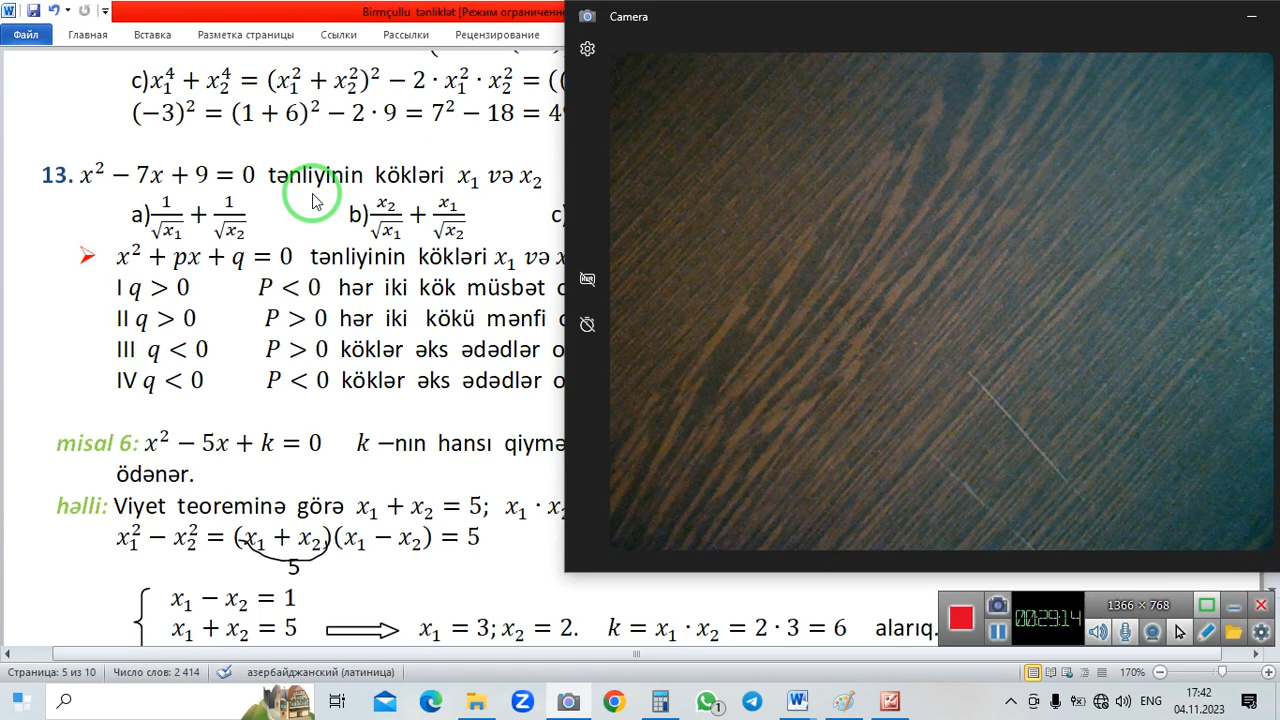 Birmçullu tənliklət [Режим ограниченн
Camera
Файл Главная Вставка Разметка страницы Ссылки Рассылки Рецензирование
c)x₁⁴ + x₂⁴ = (x₁² + x₂²)² − 2 · x₁² · x₂² = ((
(−3)² = (1 + 6)² − 2 · 9 = 7² − 18 = 4
13. x² − 7x + 9 = 0 tənliyinin kökləri x₁ və x₂
a) 1/√x₁ + 1/√x₂ b) x₂/√x₁ + x₁/√x₂ c)
➢ x² + px + q = 0 tənliyinin kökləri x₁ və
I q > 0 P < 0 hər iki kök müsbət
II q > 0 P > 0 hər iki kökü mənfi
III q < 0 P > 0 köklər əks ədədlər
IV q < 0 P < 0 köklər əks ədədlər
misal 6: x² − 5x + k = 0 k −nın hansı qiymə
ödənər.
həlli: Viyet teoreminə görə x₁ + x₂ = 5; x₁ · x₂
x₁² − x₂² = (x₁ + x₂)(x₁ − x₂) = 5
5
x₁ − x₂ = 1
x₁ + x₂ = 5 ⟹ x₁ = 3; x₂ = 2. k = x₁ · x₂ = 2 · 3 = 6 alarıq.
1366 × 768
00:29:14
Страница: 5 из 10 Число слов: 2 414 азербайджанский (латиница) 170%
1 ENG 17:42
04.11.2023